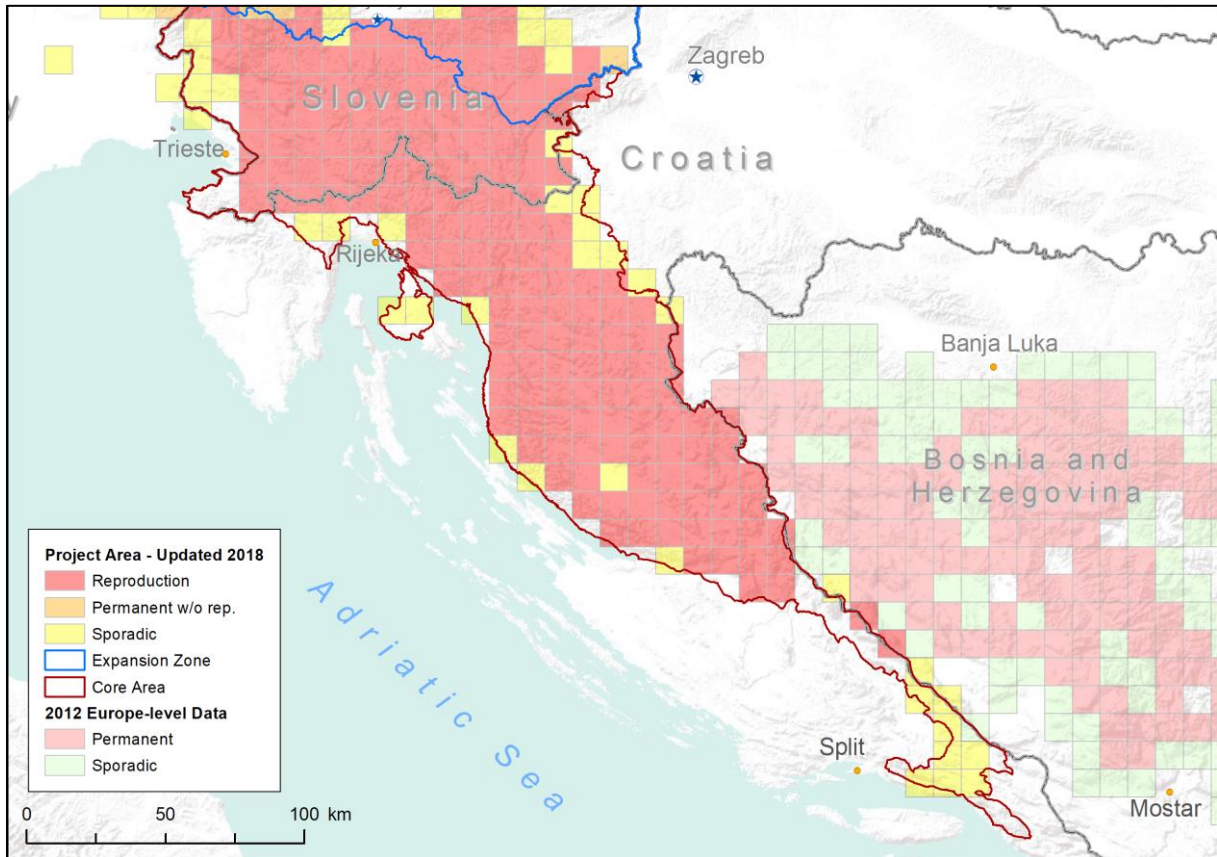 Zagreb
Slovenia
y
Trieste
Croatia
Rijeka
Banja Luka
Bosnia and
Herzegovina
Project Area - Updated 2018
Reproduction
Permanent w/o rep.
Sporadic
Expansion Zone
Core Area
2012 Europe-level Data
Permanent
Sporadic
Adriatic Sea
Split
Mostar
0 50 100 km